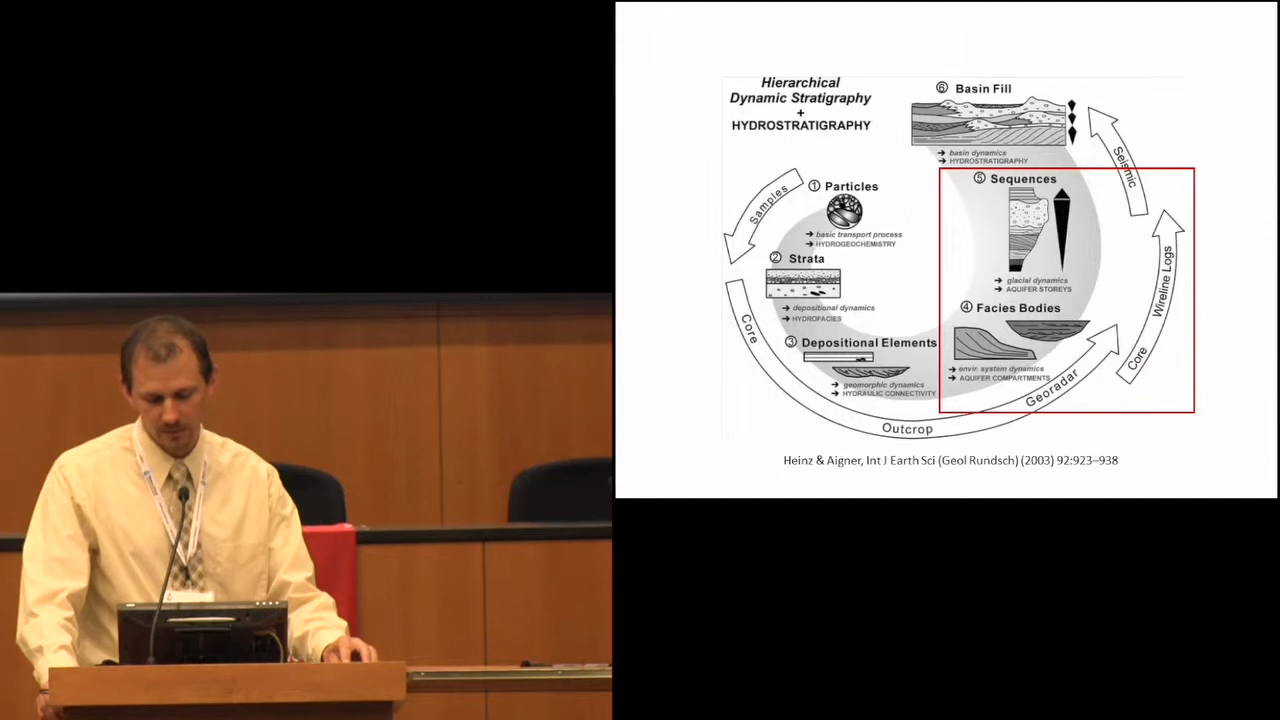 Hierarchical
Dynamic Stratigraphy
+
HYDROSTRATIGRAPHY
⑥ Basin Fill
➔ basin dynamics
➔ HYDROSTRATIGRAPHY
Seismic
⑤ Sequences
➔ glacial dynamics
➔ AQUIFER STOREYS
Samples
① Particles
➔ basic transport process
➔ HYDROGEOCHEMISTRY
② Strata
➔ depositional dynamics
➔ HYDROFACIES
④ Facies Bodies
➔ envir. system dynamics
➔ AQUIFER COMPARTMENTS
Wireline Logs
Core
Core
③ Depositional Elements
➔ geomorphic dynamics
➔ HYDRAULIC CONNECTIVITY
Georadar
Outcrop
Heinz & Aigner, Int J Earth Sci (Geol Rundsch) (2003) 92:923–938